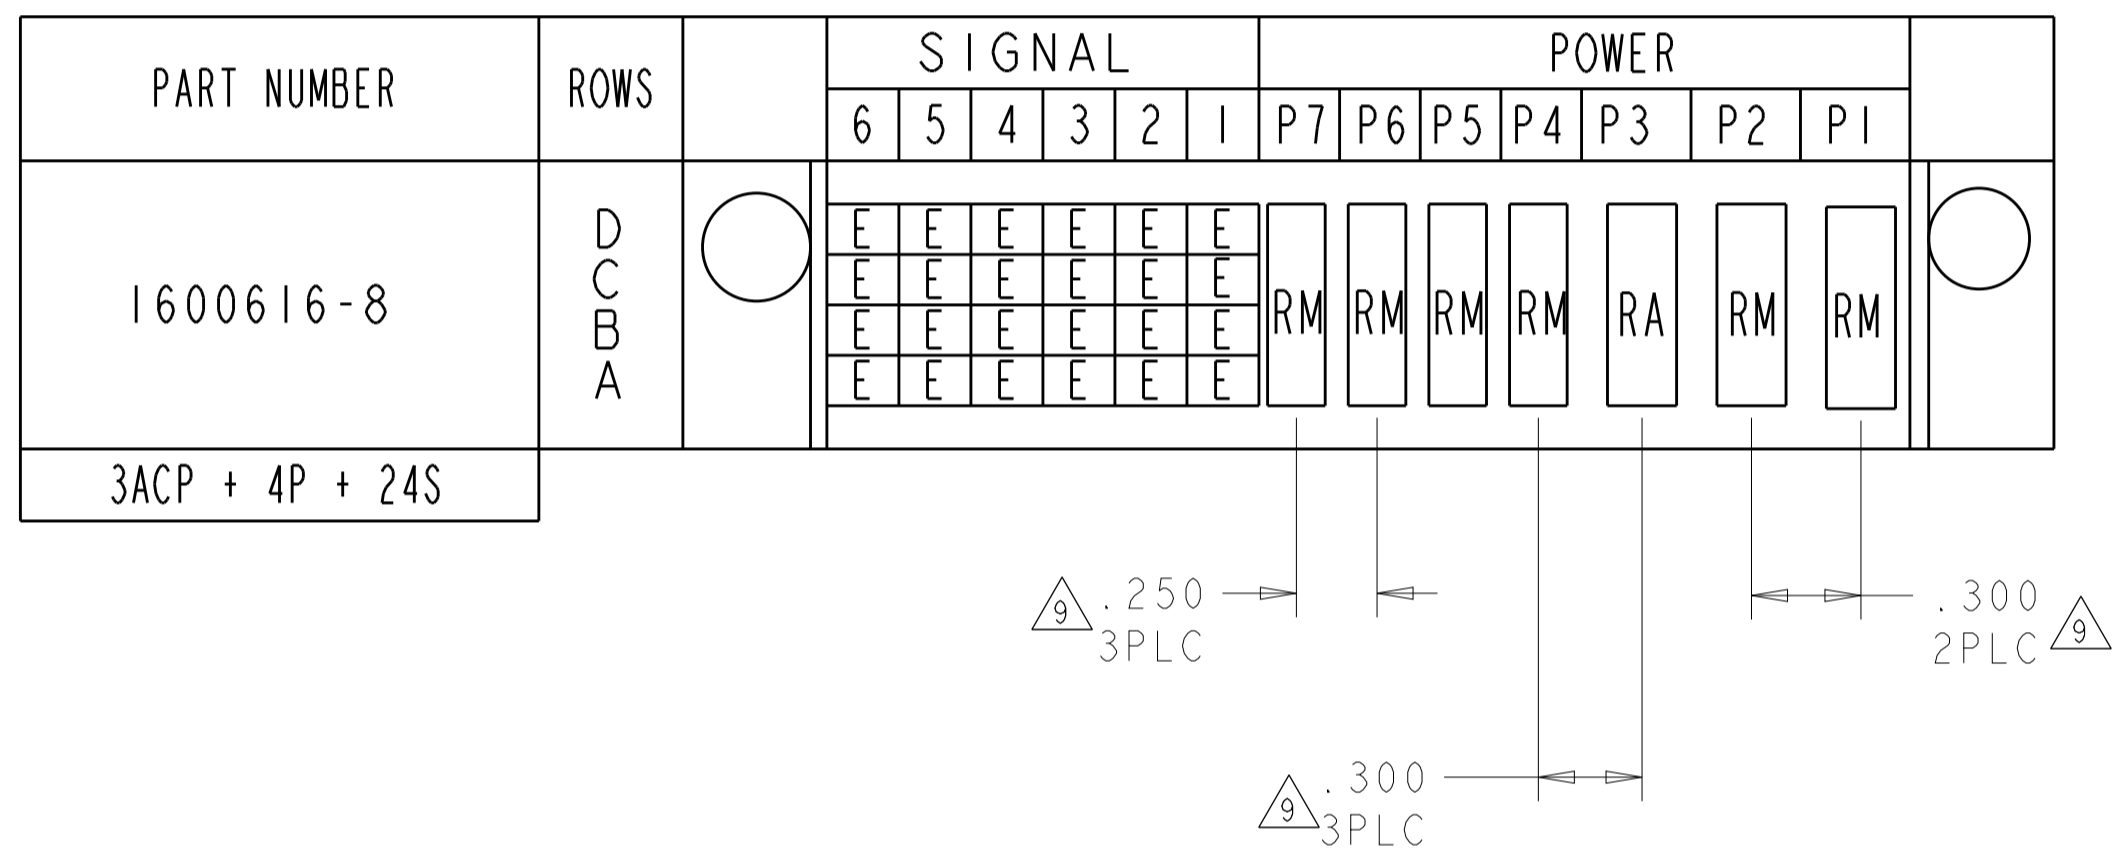 PART NUMBER ROWS SIGNAL POWER
6 5 4 3 2 1 P7 P6 P5 P4 P3 P2 P1
1600616-8
D E E E E E E
C E E E E E E
B E E E E E E
A E E E E E E
RM RM RM RM RA RM RM
3ACP + 4P + 24S
9 .250
3PLC
.300
2PLC 9
9 .300
3PLC